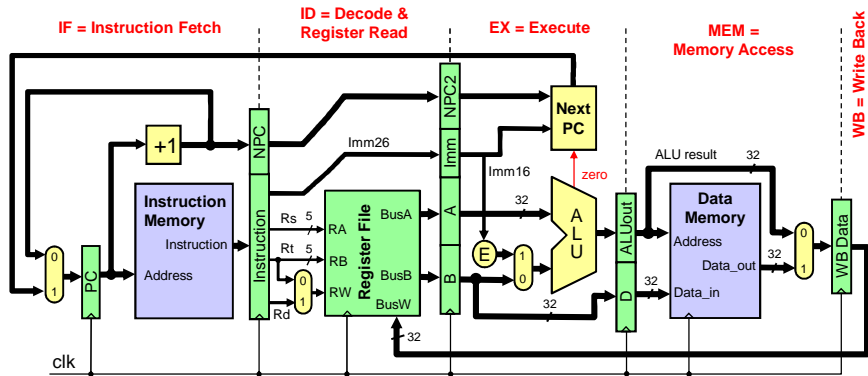 IF = Instruction Fetch
ID = Decode &
Register Read
EX = Execute
MEM =
Memory Access
WB = Write Back
+1
NPC
NPC2
Next
PC
Imm26
Imm
Imm16
zero
ALU result
32
Instruction
Memory
Instruction
Address
Instruction
Rs
5
Rt
5
Rd
0
1
RA
RB
RW
Register File
BusA
BusB
BusW
32
A
B
32
E
1
0
32
A
L
U
ALUout
D
32
Data
Memory
Address
Data_out
Data_in
32
0
1
WB Data
0
1
PC
clk